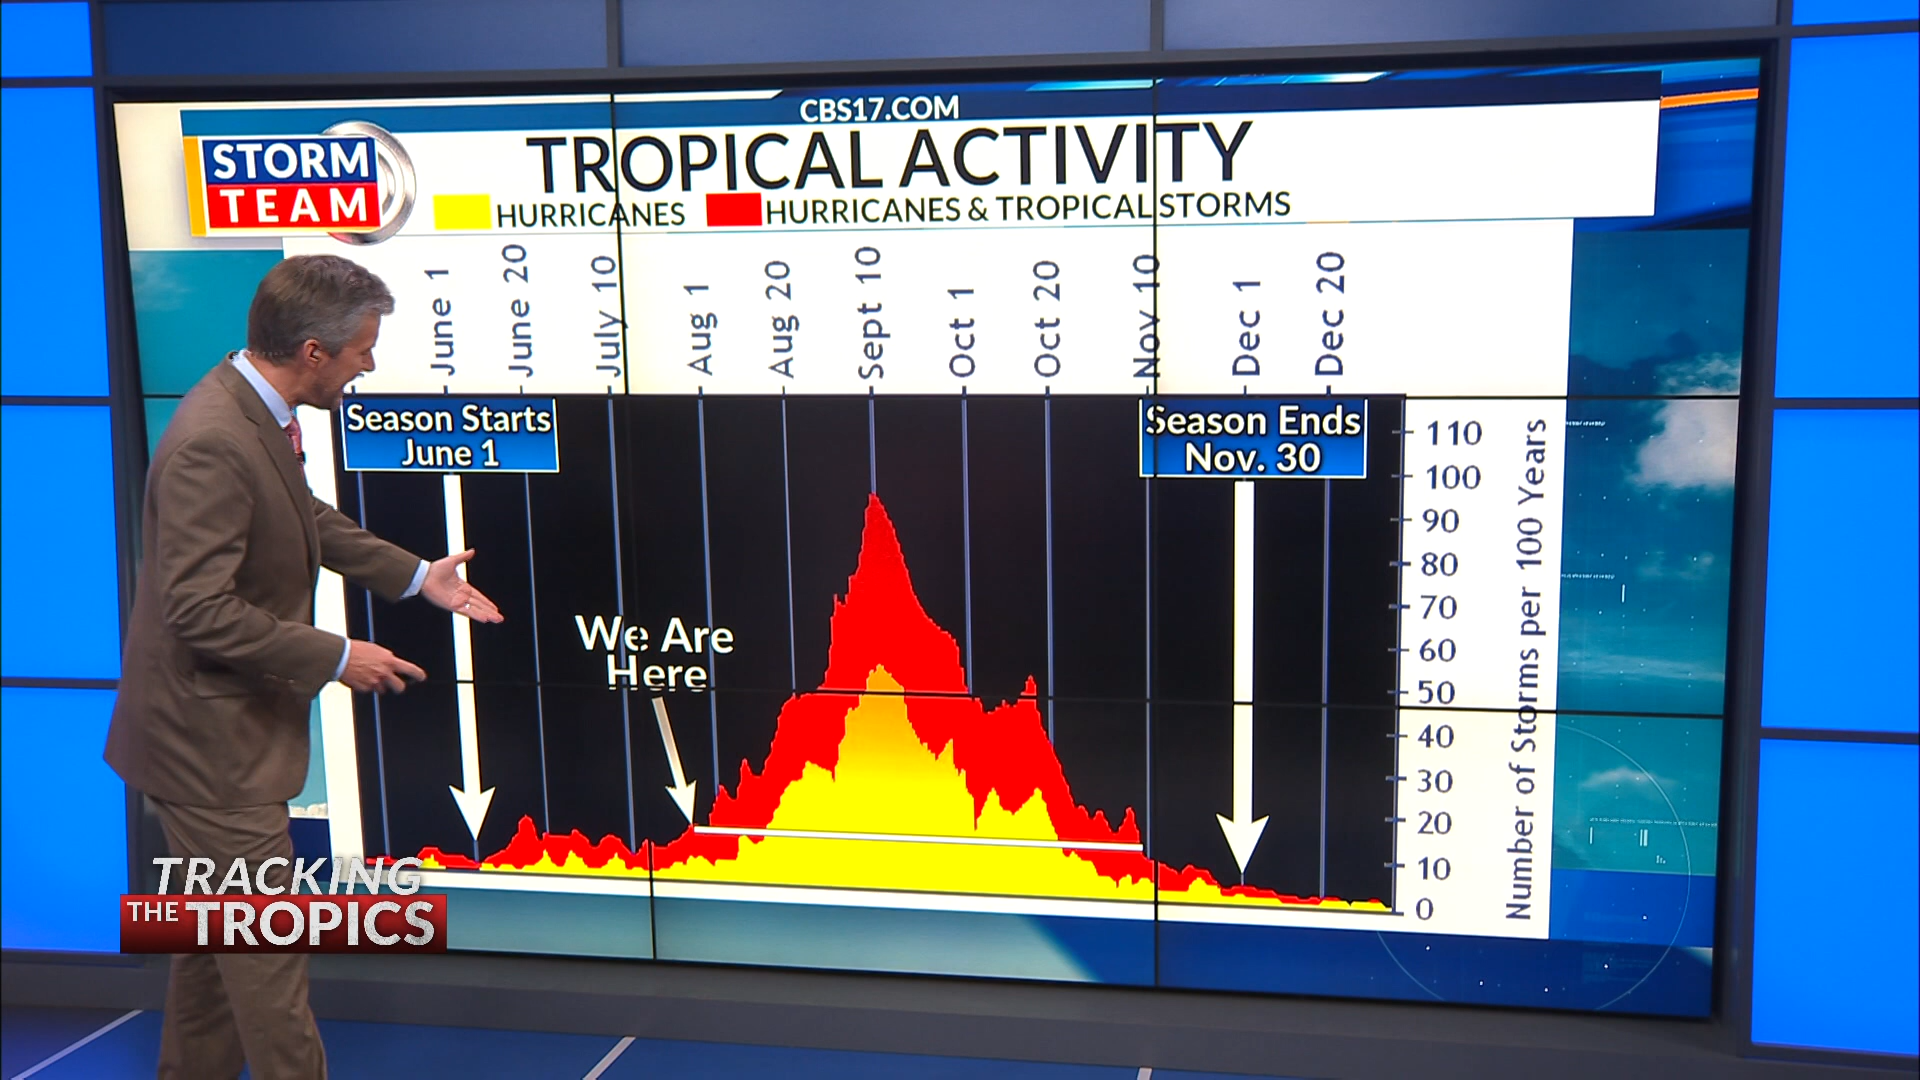 CBS17.COM
STORM
TEAM
TROPICAL ACTIVITY
HURRICANES
HURRICANES & TROPICAL STORMS
June 1
June 20
July 10
Aug 1
Aug 20
Sept 10
Oct 1
Oct 20
Nov 10
Dec 1
Dec 20
Season Starts
June 1
Season Ends
Nov. 30
We Are
Here
110
100
90
80
70
60
50
40
30
20
10
0
Number of Storms per 100 Years
TRACKING
THE TROPICS